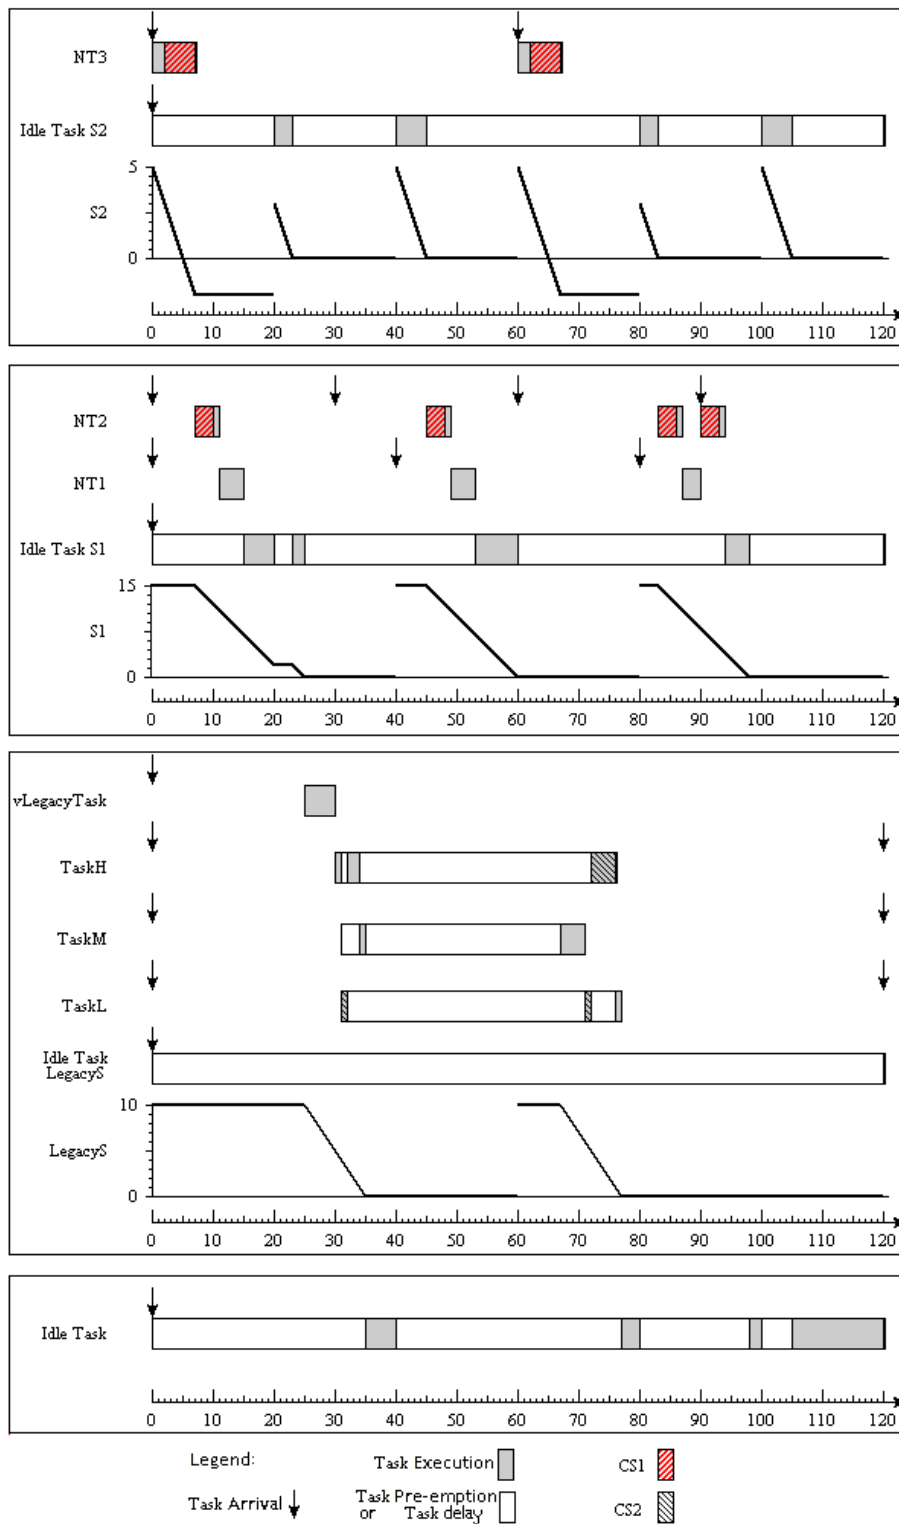 NT3
Idle Task S2
5
S2
0
0 10 20 30 40 50 60 70 80 90 100 110 120
NT2
NT1
Idle Task S1
15
S1
0
0 10 20 30 40 50 60 70 80 90 100 110 120
vLegacyTask
TaskH
TaskM
TaskL
Idle Task
LegacyS
10
LegacyS
0
0 10 20 30 40 50 60 70 80 90 100 110 120
Idle Task
0 10 20 30 40 50 60 70 80 90 100 110 120
Legend: Task Execution CS1
Task Arrival Task Pre-emption CS2
or Task delay